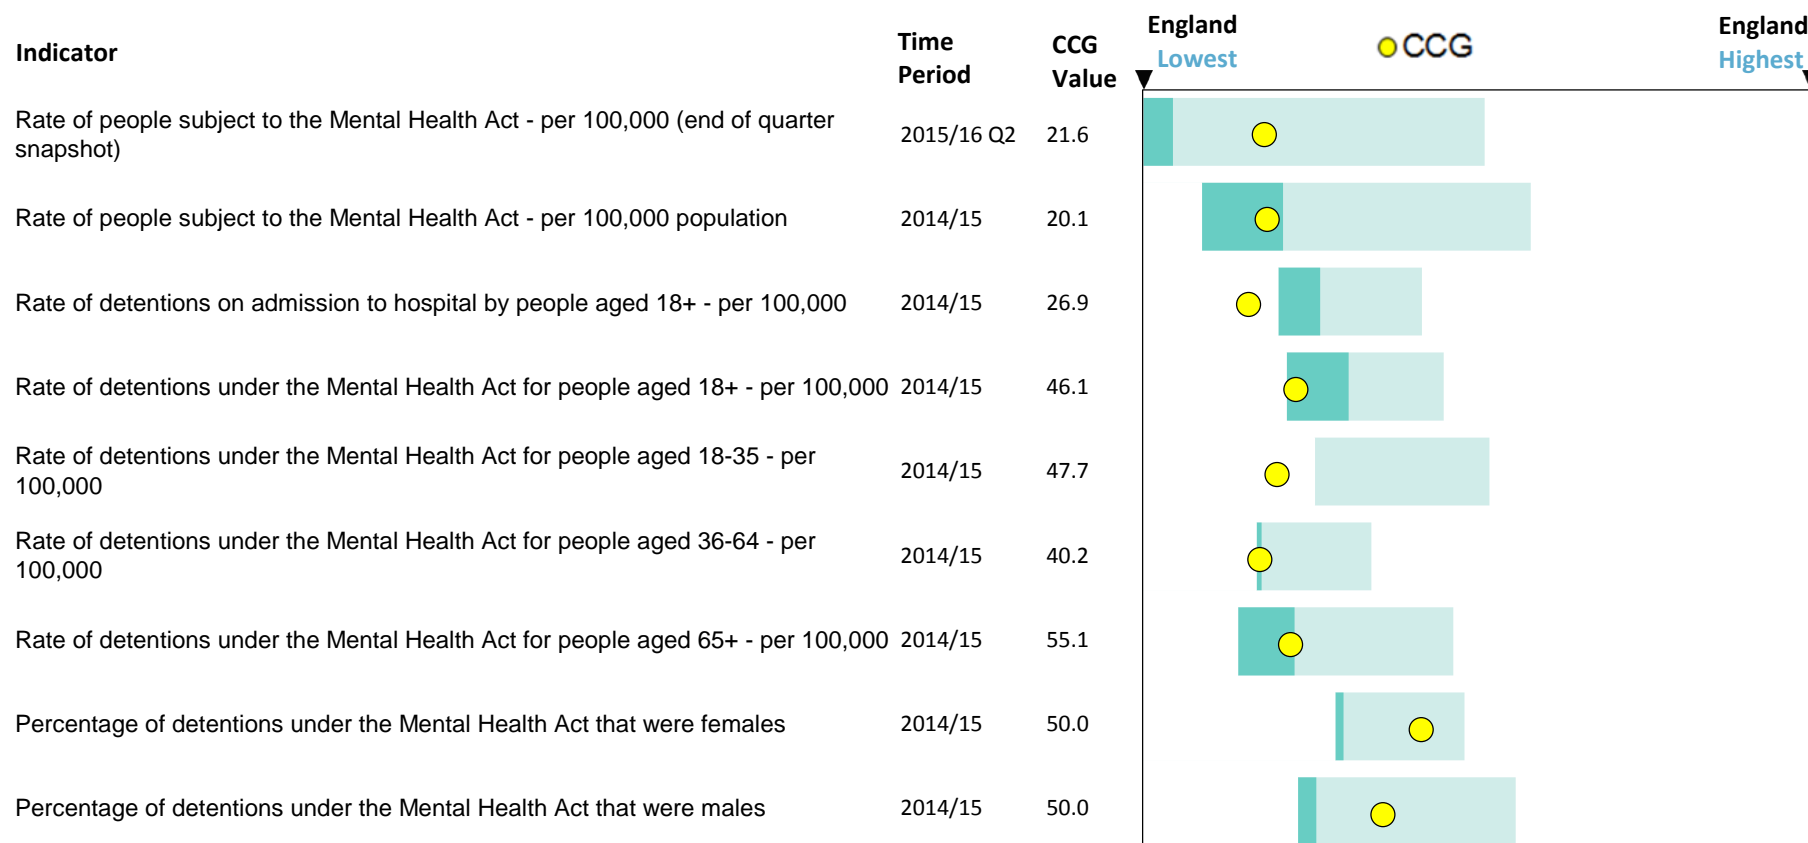 Indicator
Time
Period
CCG
Value
England
Lowest
CCG
England
Highest
Rate of people subject to the Mental Health Act - per 100,000 (end of quarter
snapshot)
2015/16 Q2
21.6
Rate of people subject to the Mental Health Act - per 100,000 population
2014/15
20.1
Rate of detentions on admission to hospital by people aged 18+ - per 100,000
2014/15
26.9
Rate of detentions under the Mental Health Act for people aged 18+ - per 100,000
2014/15
46.1
Rate of detentions under the Mental Health Act for people aged 18-35 - per
100,000
2014/15
47.7
Rate of detentions under the Mental Health Act for people aged 36-64 - per
100,000
2014/15
40.2
Rate of detentions under the Mental Health Act for people aged 65+ - per 100,000
2014/15
55.1
Percentage of detentions under the Mental Health Act that were females
2014/15
50.0
Percentage of detentions under the Mental Health Act that were males
2014/15
50.0